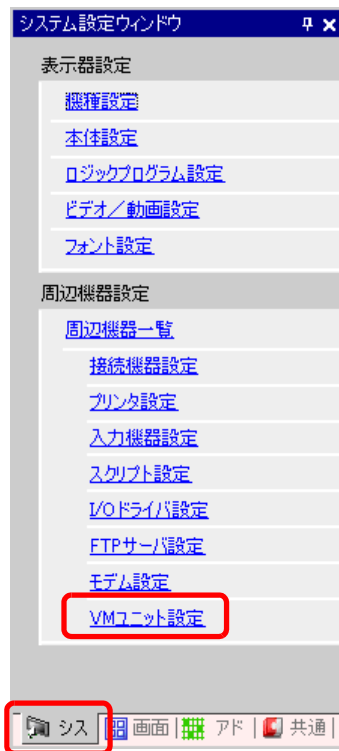 システム設定ウィンドウ
表示器設定
機種設定
本体設定
ロジックプログラム設定
ビデオ／動画設定
フォント設定
周辺機器設定
周辺機器一覧
接続機器設定
プリンタ設定
入力機器設定
スクリプト設定
I/Oドライバ設定
FTPサーバ設定
モデム設定
VMユニット設定
シス 画面 アド 共通